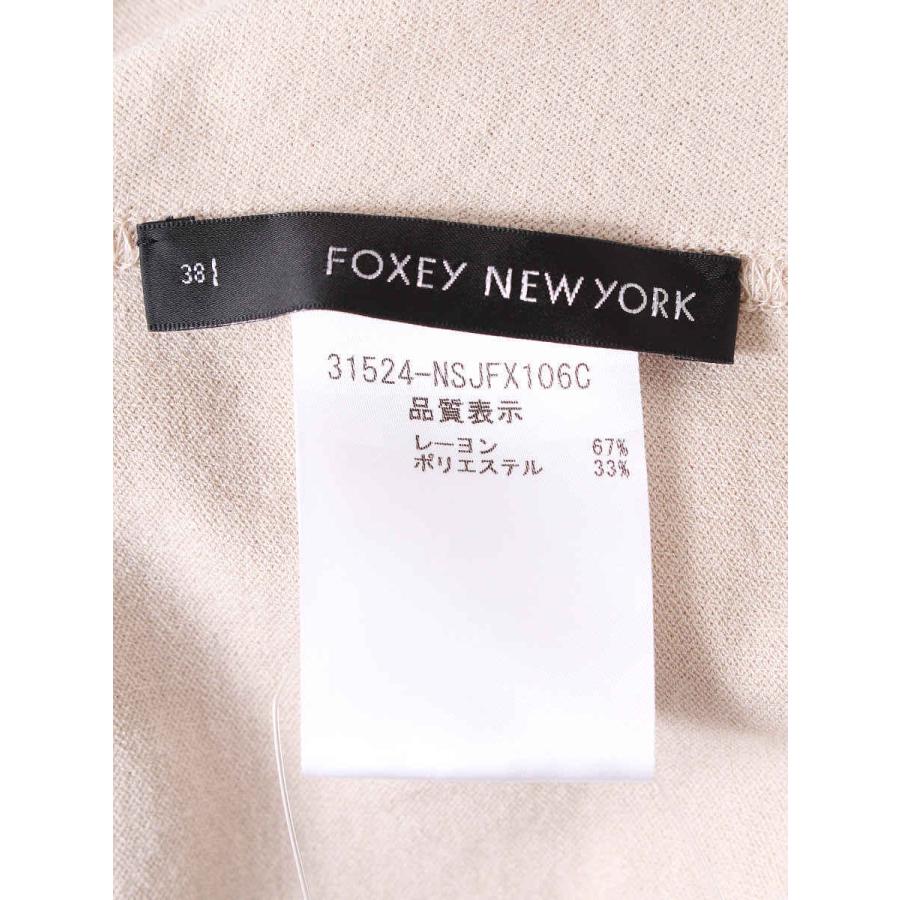 38
FOXEY NEW YORK
31524-NSJFX106C
品質表示
レーヨン 67%
ポリエステル 33%